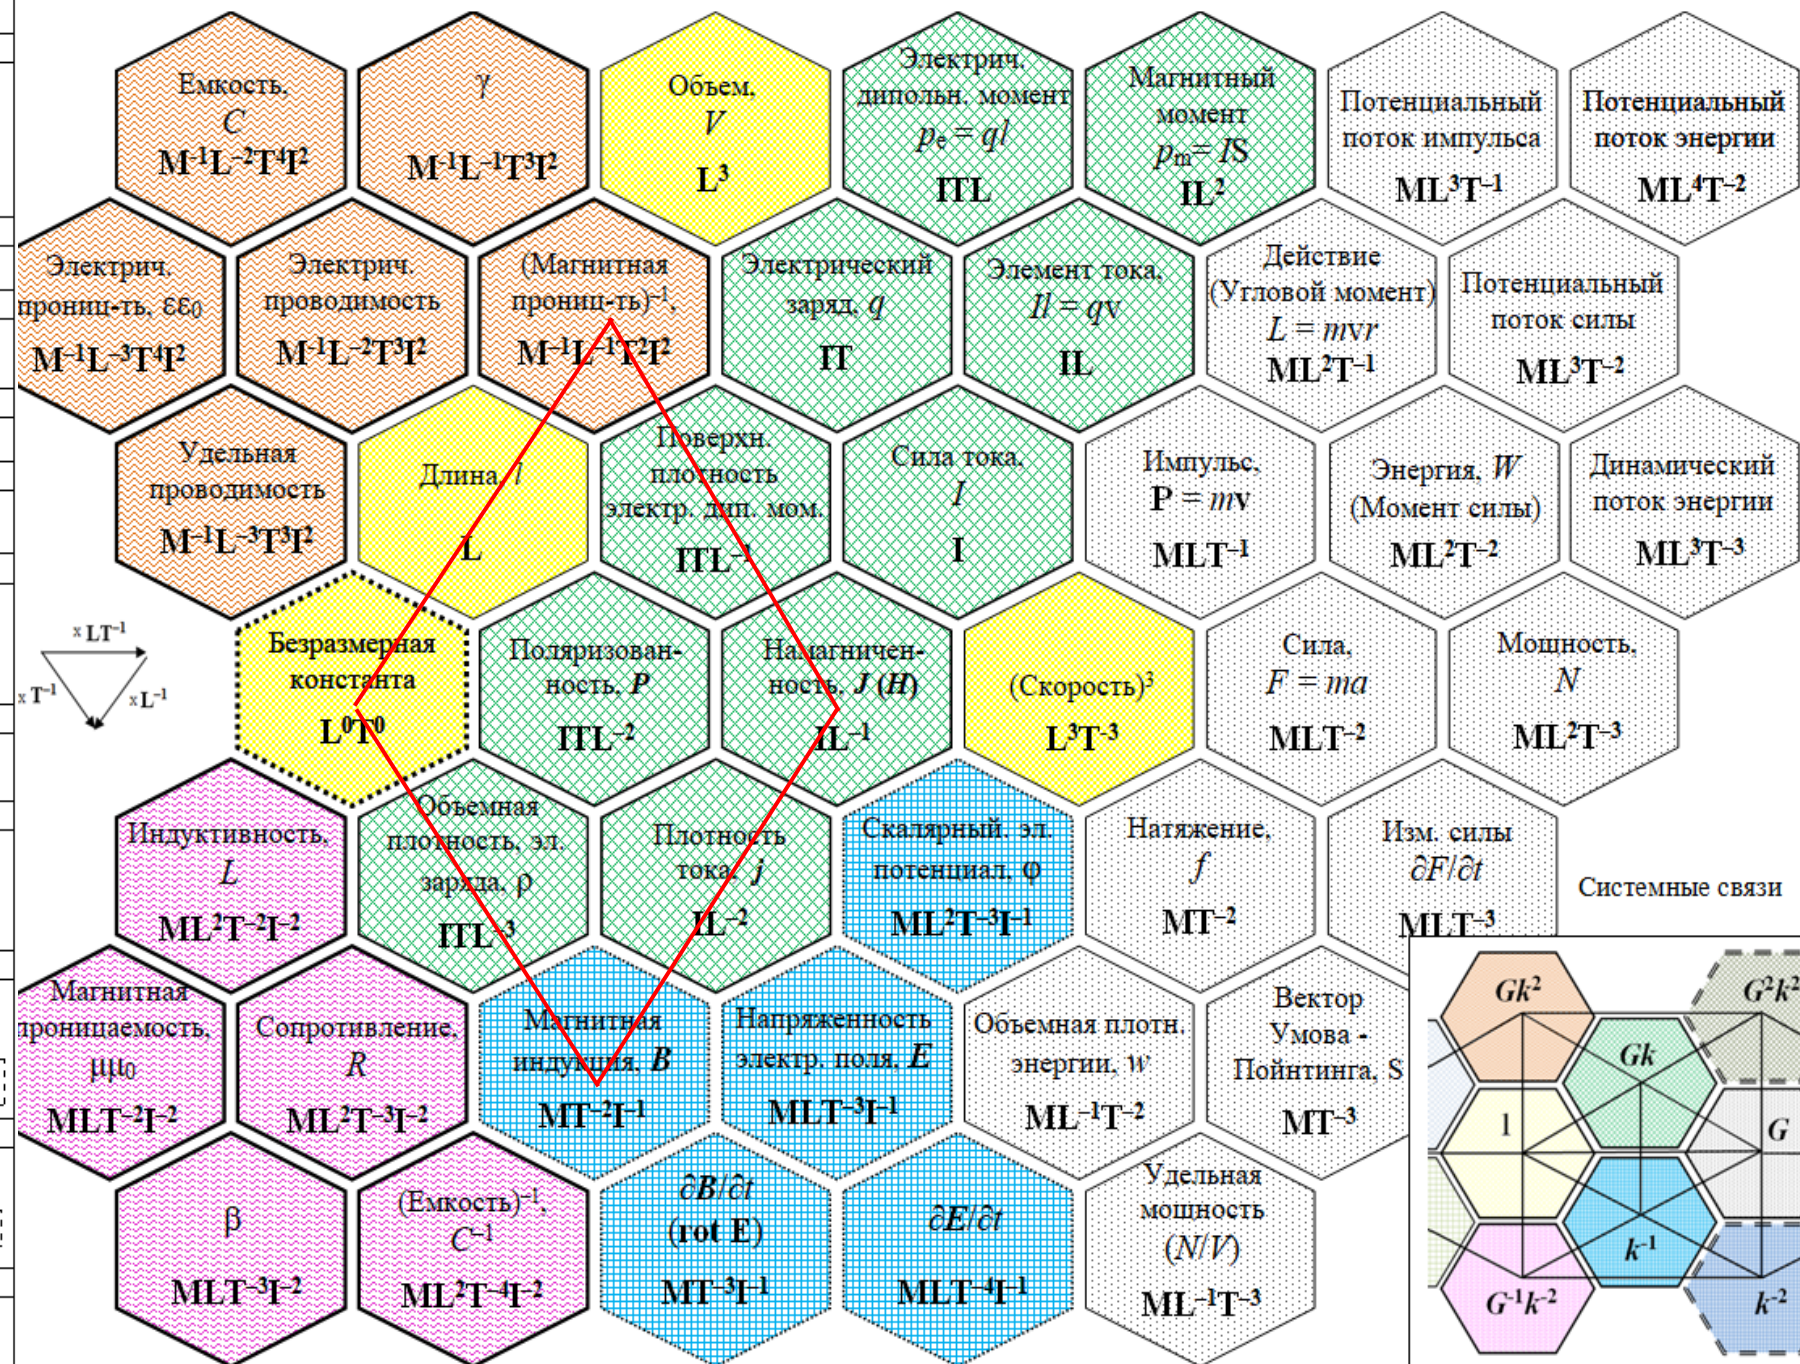 Емкость,
C
M⁻¹L⁻²T⁴I²
γ
M⁻¹L⁻¹T³I²
Объем,
V
L³
Электрич.
дипольн. момент
pₑ = ql
ITL
Магнитный
момент
pₘ= IS
IL²
Потенциальный
поток импульса
ML³T⁻¹
Потенциальный
поток энергии
ML⁴T⁻²
Электрич.
прониц-ть, εε₀
M⁻¹L⁻³T⁴I²
Электрич.
проводимость
M⁻¹L⁻²T³I²
(Магнитная
прониц-ть)⁻¹,
M⁻¹L⁻¹T²I²
Электрический
заряд, q
IT
Элемент тока,
Il = qv
IL
Действие
(Угловой момент)
L = mvr
ML²T⁻¹
Потенциальный
поток силы
ML³T⁻²
Удельная
проводимость
M⁻¹L⁻³T³I²
Длина, l
L
Поверхн.
плотность
электр. дип. мом.
ITL⁻¹
Сила тока,
I
I
Импульс,
P = mv
MLT⁻¹
Энергия, W
(Момент силы)
ML²T⁻²
Динамический
поток энергии
ML³T⁻³
x LT⁻¹
x T⁻¹
x L⁻¹
Безразмерная
константа
L⁰T⁰
Поляризован-
ность, P
ITL⁻²
Намагничен-
ность, J (H)
IL⁻¹
(Скорость)³
L³T⁻³
Сила,
F = ma
MLT⁻²
Мощность,
N
ML²T⁻³
Индуктивность,
L
ML²T⁻²I⁻²
Объемная
плотность, эл.
заряда, ρ
ITL⁻³
Плотность
тока, j
IL⁻²
Скалярный. эл.
потенциал, φ
ML²T⁻³I⁻¹
Натяжение,
f
MT⁻²
Изм. силы
∂F/∂t
MLT⁻³
Системные связи
Магнитная
проницаемость,
μμ₀
MLT⁻²I⁻²
Сопротивление,
R
ML²T⁻³I⁻²
Магнитная
индукция, B
MT⁻²I⁻¹
Напряженность
электр. поля, E
MLT⁻³I⁻¹
Объемная плотн.
энергии, w
ML⁻¹T⁻²
Вектор
Умова -
Пойнтинга, S
MT⁻³
β
MLT⁻³I⁻²
(Емкость)⁻¹,
C⁻¹
ML²T⁻⁴I⁻²
∂B/∂t
(rot E)
MT⁻³I⁻¹
∂E/∂t
MLT⁻⁴I⁻¹
Удельная
мощность
(N/V)
ML⁻¹T⁻³
Gk²
G²k²
Gk
1
G
k⁻¹
G⁻¹k⁻²
k⁻²